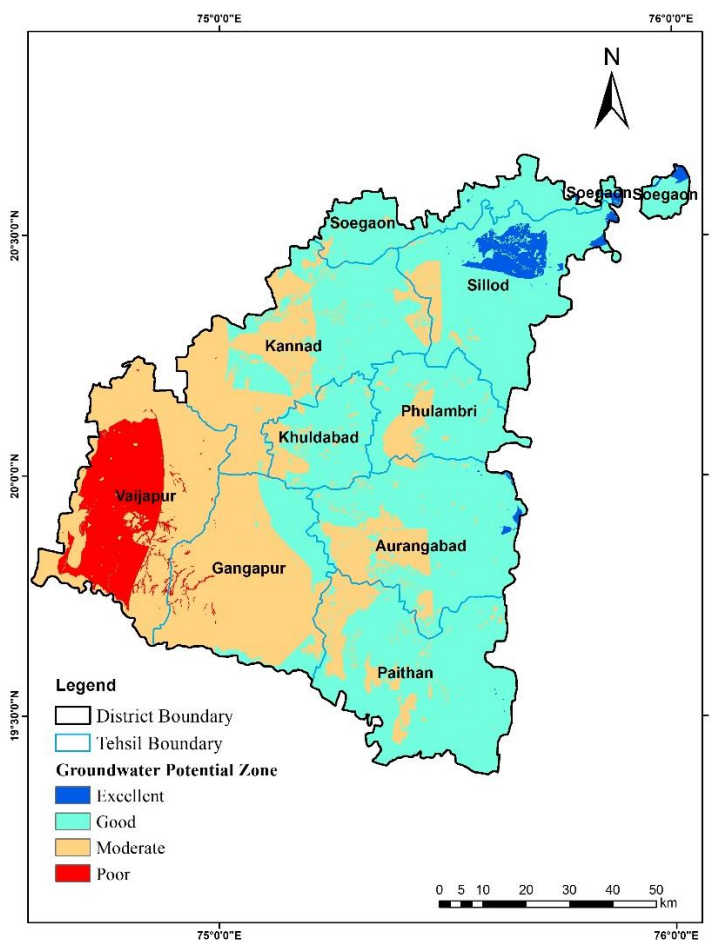 75°0'0"E
76°0'0"E
N
20°30'0"N
20°0'0"N
19°30'0"N
Soegaon
Soegaon
Soegaon
Sillod
Kannad
Phulambri
Khuldabad
Vaijapur
Aurangabad
Gangapur
Paithan
Legend
District Boundary
Tehsil Boundary
Groundwater Potential Zone
Excellent
Good
Moderate
Poor
0 5 10 20 30 40 50
km
75°0'0"E
76°0'0"E